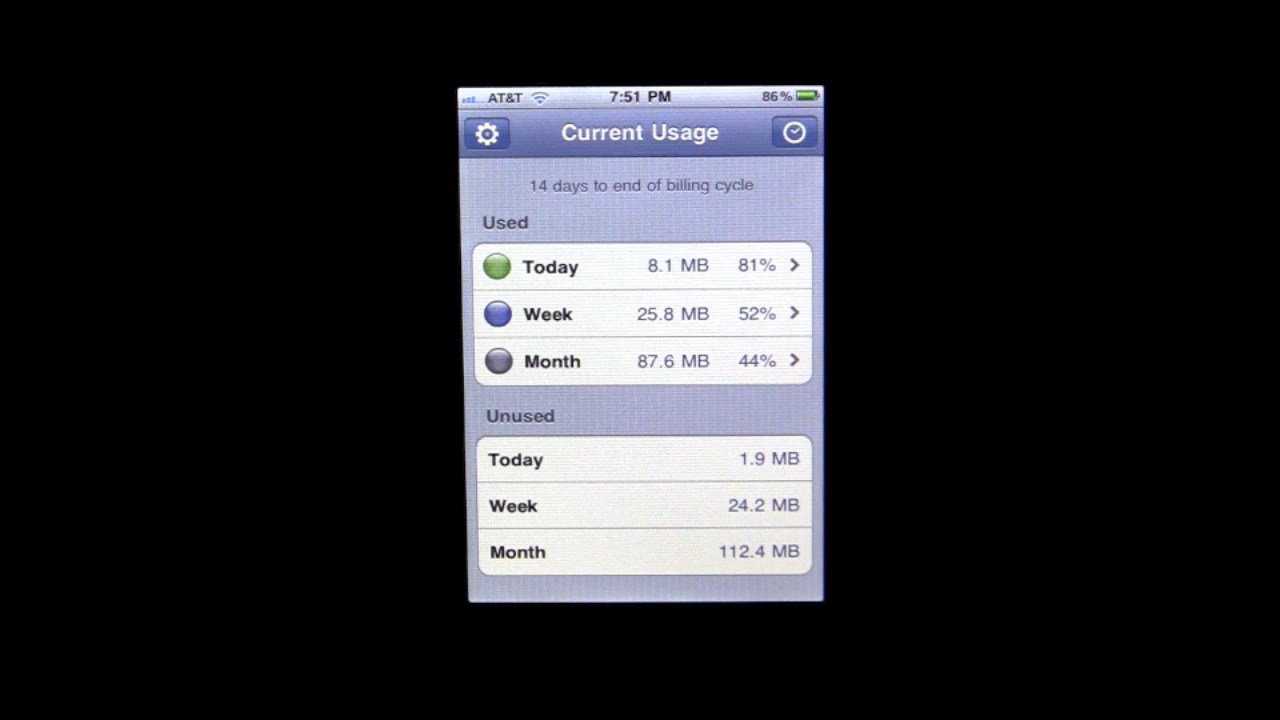 AT&T 7:51 PM 86%
Current Usage
14 days to end of billing cycle
Used
Today 8.1 MB 81%
Week 25.8 MB 52%
Month 87.6 MB 44%
Unused
Today 1.9 MB
Week 24.2 MB
Month 112.4 MB